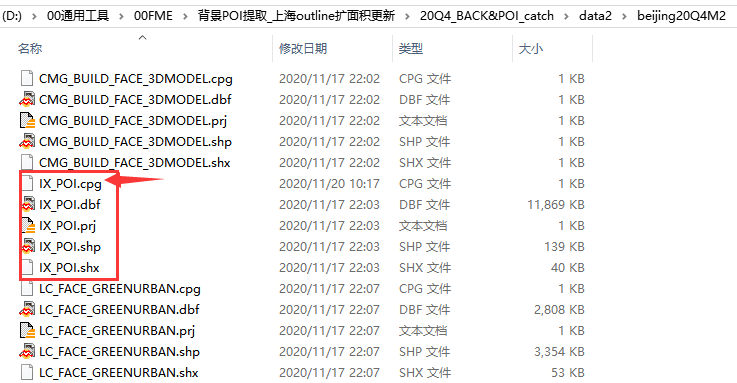 (D:) › 00通用工具 › 00FME › 背景POI提取_上海outline扩面积更新 › 20Q4_BACK&POI_catch › data2 › beijing20Q4M2
名称 修改日期 类型 大小
CMG_BUILD_FACE_3DMODEL.cpg 2020/11/17 22:02 CPG 文件 1 KB
CMG_BUILD_FACE_3DMODEL.dbf 2020/11/17 22:02 DBF 文件 1 KB
CMG_BUILD_FACE_3DMODEL.prj 2020/11/17 22:02 文本文档 1 KB
CMG_BUILD_FACE_3DMODEL.shp 2020/11/17 22:02 SHP 文件 1 KB
CMG_BUILD_FACE_3DMODEL.shx 2020/11/17 22:02 SHX 文件 1 KB
IX_POI.cpg 2020/11/20 10:17 CPG 文件 1 KB
IX_POI.dbf 2020/11/17 22:03 DBF 文件 11,869 KB
IX_POI.prj 2020/11/17 22:03 文本文档 1 KB
IX_POI.shp 2020/11/17 22:03 SHP 文件 139 KB
IX_POI.shx 2020/11/17 22:03 SHX 文件 40 KB
LC_FACE_GREENURBAN.cpg 2020/11/17 22:07 CPG 文件 1 KB
LC_FACE_GREENURBAN.dbf 2020/11/17 22:07 DBF 文件 2,808 KB
LC_FACE_GREENURBAN.prj 2020/11/17 22:07 文本文档 1 KB
LC_FACE_GREENURBAN.shp 2020/11/17 22:07 SHP 文件 3,354 KB
LC_FACE_GREENURBAN.shx 2020/11/17 22:07 SHX 文件 53 KB